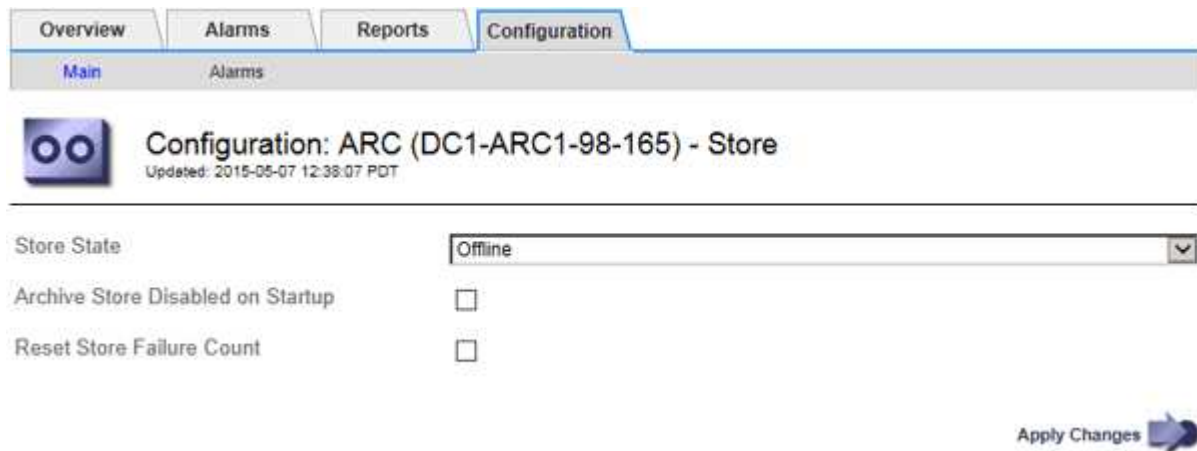 Overview Alarms Reports Configuration
Main Alarms
Configuration: ARC (DC1-ARC1-98-165) - Store
Updated: 2015-05-07 12:38:07 PDT
Store State Offline
Archive Store Disabled on Startup
Reset Store Failure Count
Apply Changes